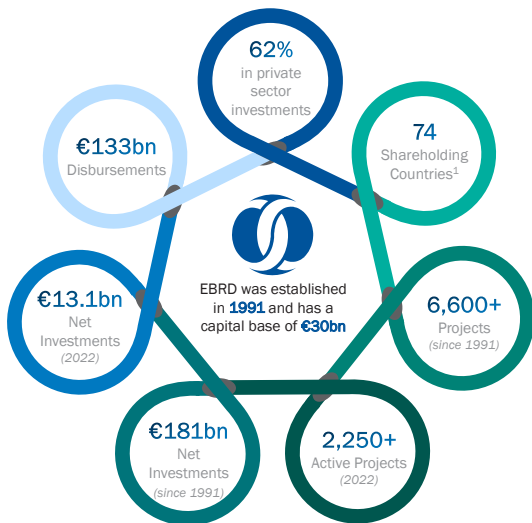 62%
in private
sector
investments
€133bn
Disbursements
74
Shareholding
Countries¹
EBRD was established
in 1991 and has a
capital base of €30bn
€13.1bn
Net
Investments
(2022)
6,600+
Projects
(since 1991)
€181bn
Net
Investments
(since 1991)
2,250+
Active Projects
(2022)